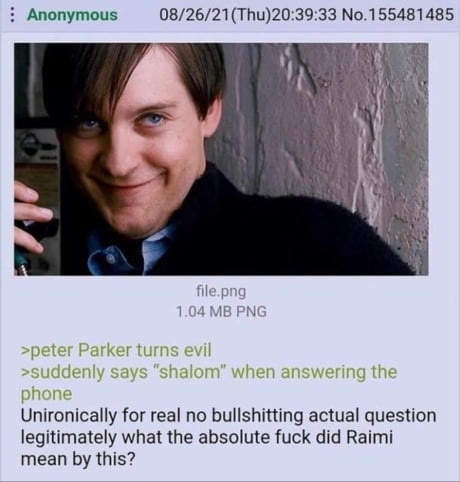 Anonymous 08/26/21(Thu)20:39:33 No.155481485
file.png
1.04 MB PNG
>peter Parker turns evil
>suddenly says "shalom" when answering the
phone
Unironically for real no bullshitting actual question
legitimately what the absolute fuck did Raimi
mean by this?